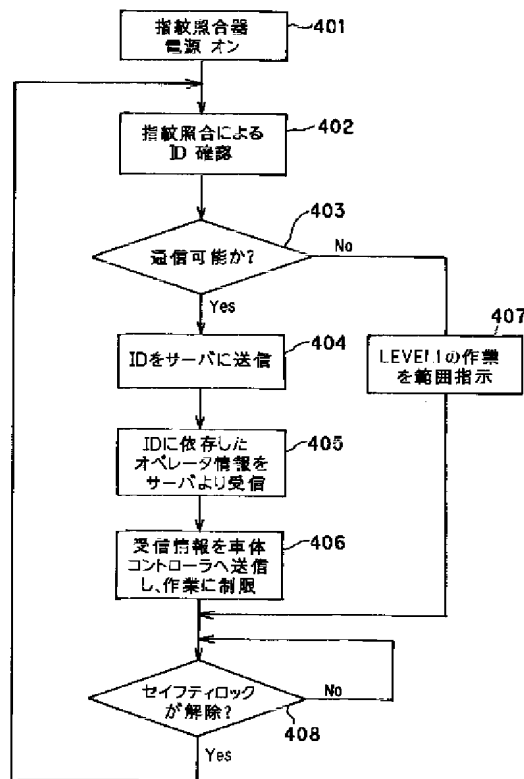 指紋照合器
電源 オン
401
指紋照合による
ID 確認
402
通信可能か?
403
No
Yes
IDをサーバに送信
404
LEVEL1の作業
を範囲指示
407
IDに依存した
オペレータ情報を
サーバより受信
405
受信情報を車体
コントローラへ送信
し、作業に制限
406
セイフティロック
が解除?
No
408
Yes